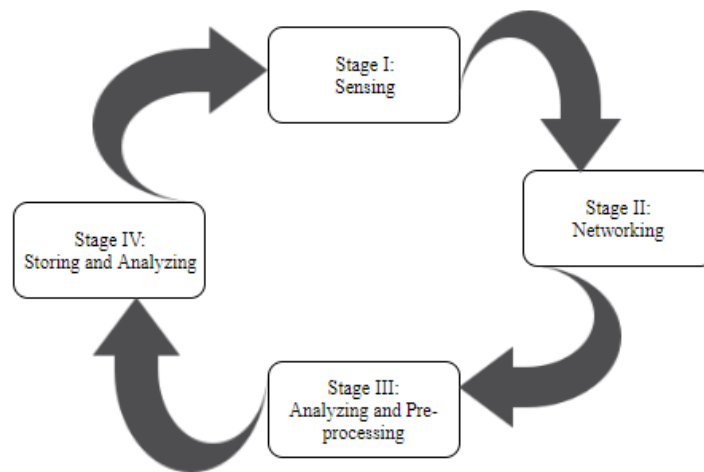 Stage I:
Sensing
Stage II:
Networking
Stage III:
Analyzing and Pre-
processing
Stage IV:
Storing and Analyzing